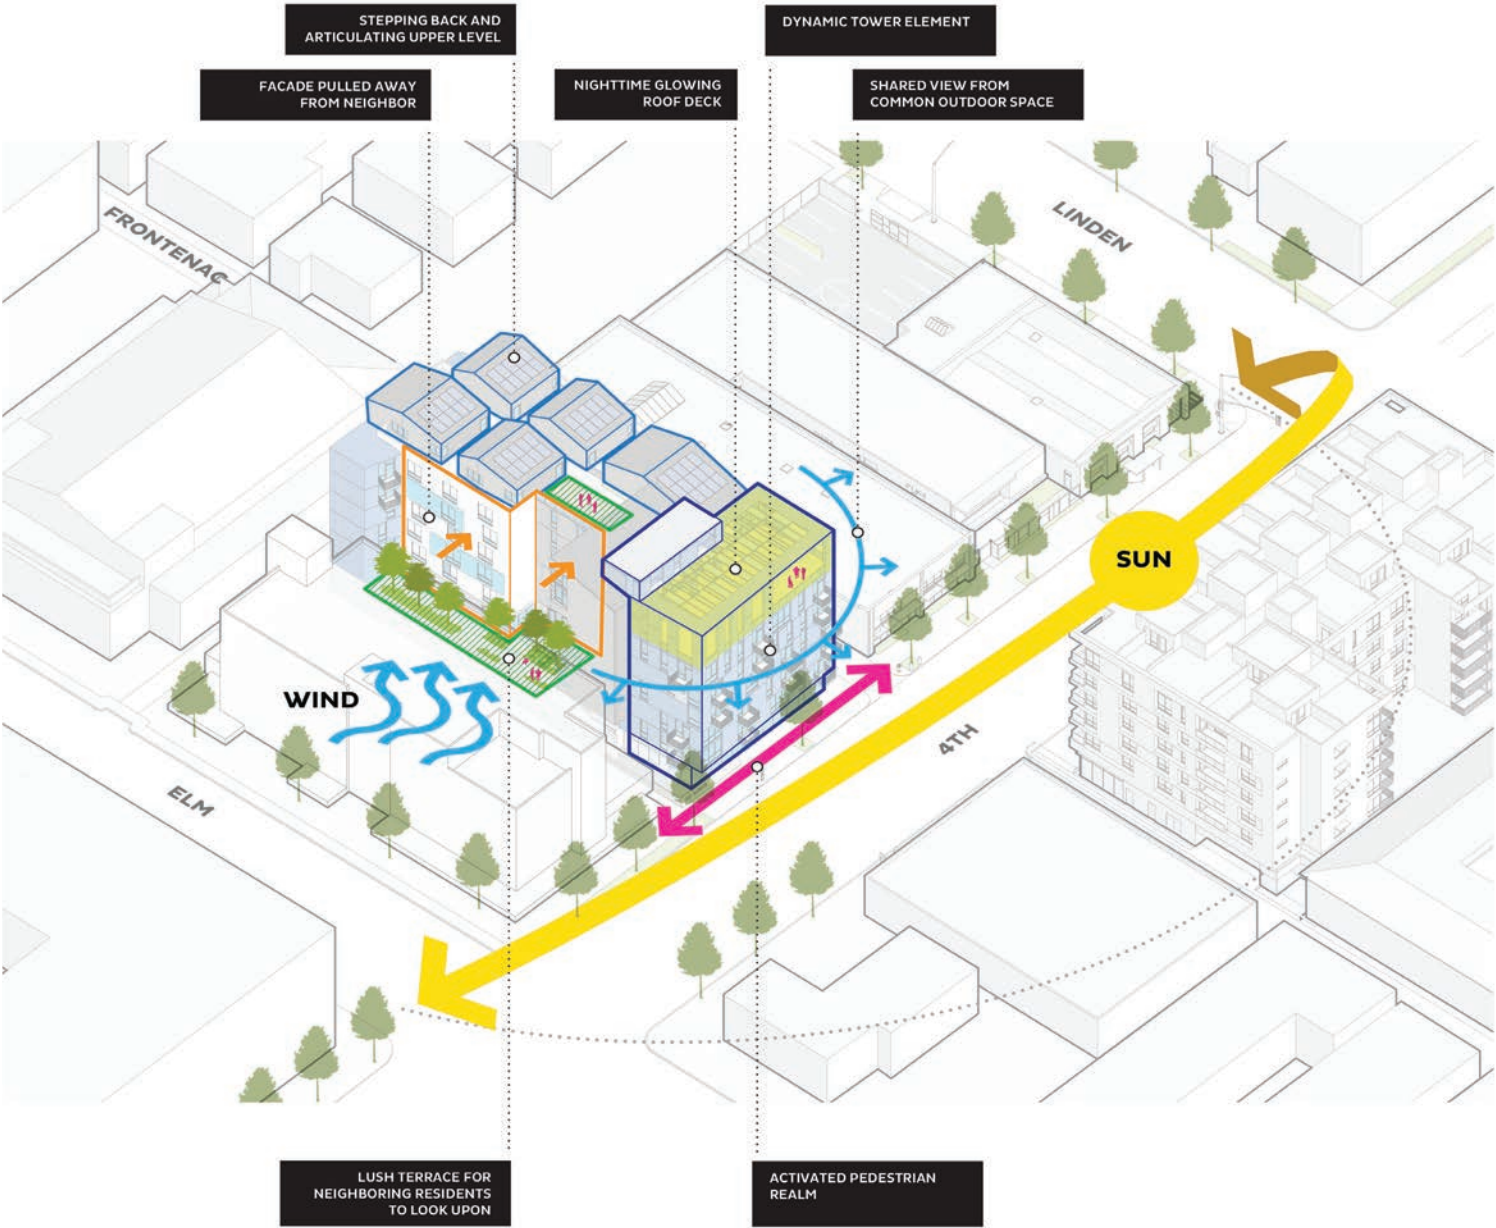 STEPPING BACK AND
ARTICULATING UPPER LEVEL
DYNAMIC TOWER ELEMENT
FACADE PULLED AWAY
FROM NEIGHBOR
NIGHTTIME GLOWING
ROOF DECK
SHARED VIEW FROM
COMMON OUTDOOR SPACE
FRONTENAC
LINDEN
SUN
WIND
4TH
ELM
LUSH TERRACE FOR
NEIGHBORING RESIDENTS
TO LOOK UPON
ACTIVATED PEDESTRIAN
REALM